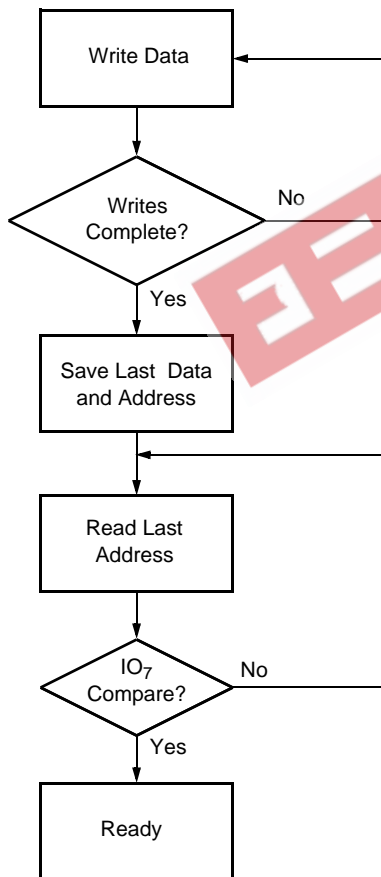 Write Data
Writes
Complete?
No
Yes
Save Last Data
and Address
Read Last
Address
IO7
Compare?
No
Yes
Ready